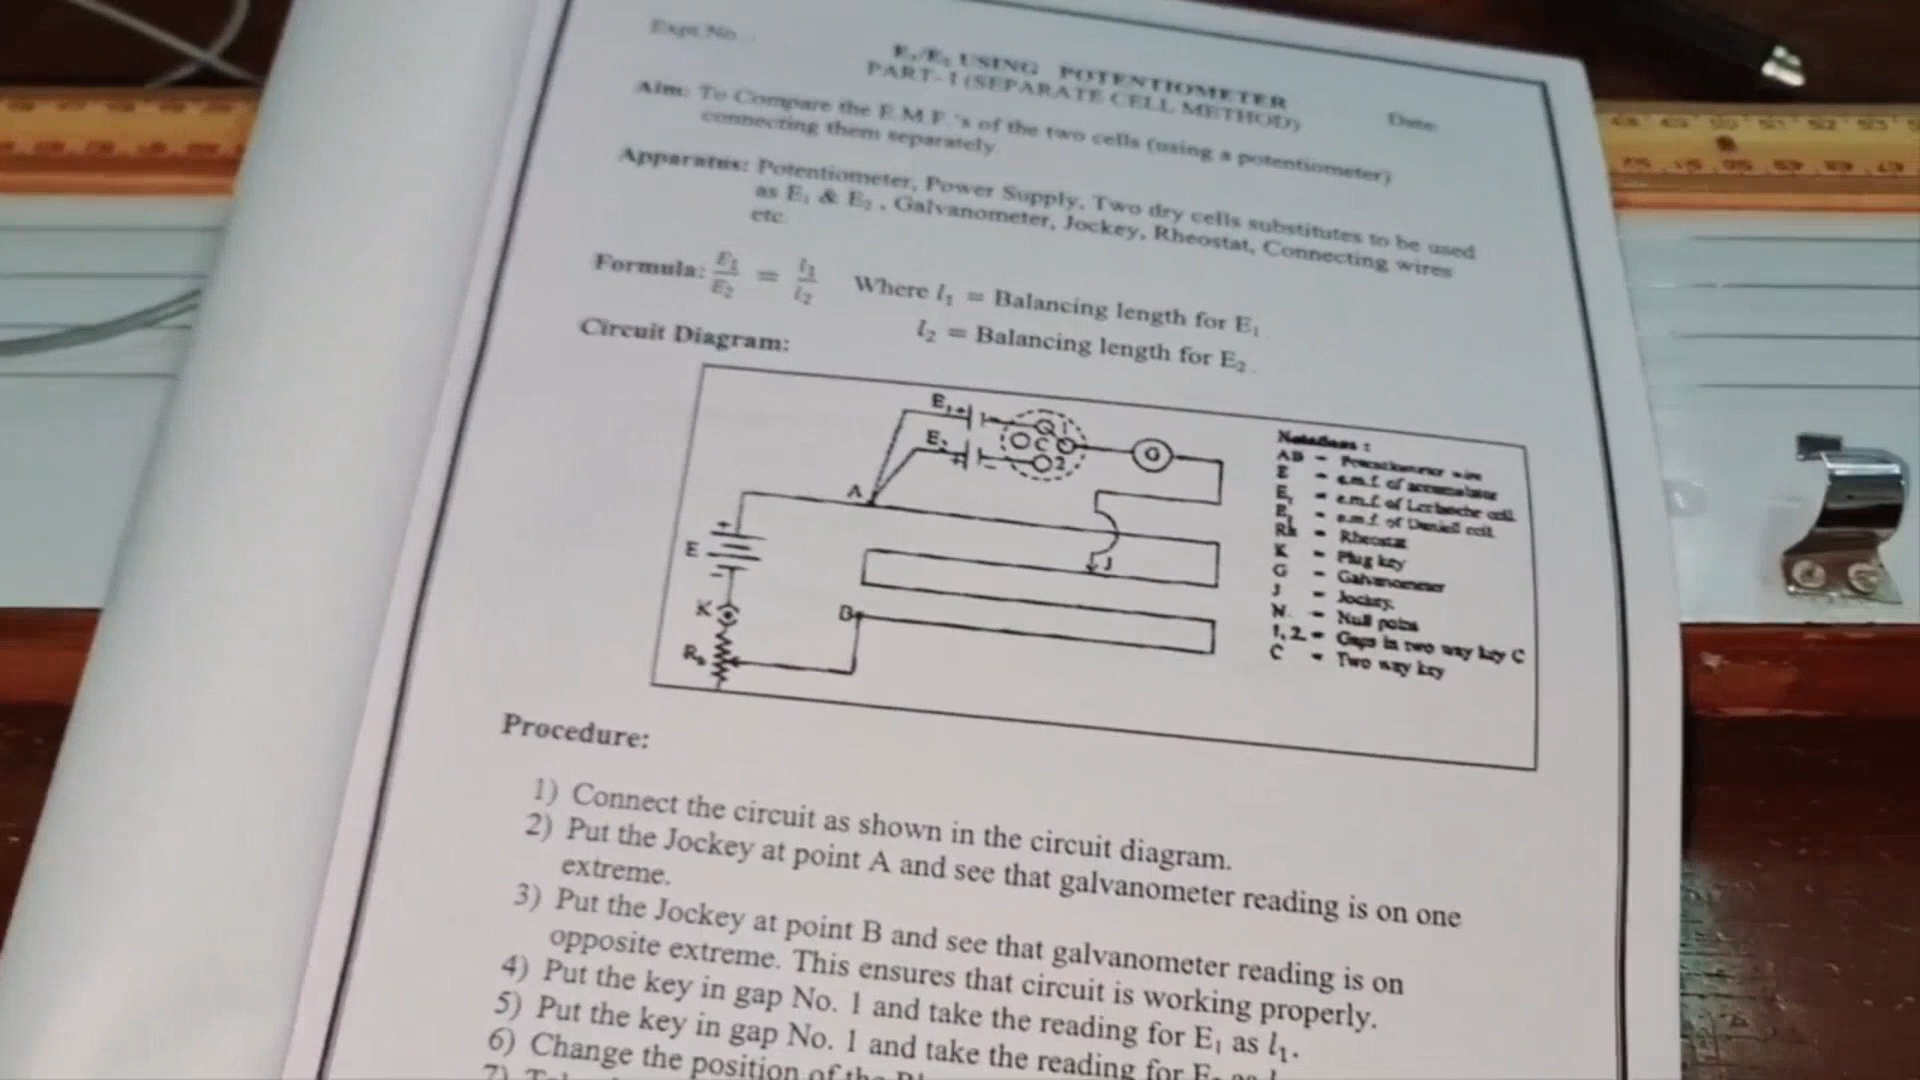 Expt.No.
E₁/E₂ USING POTENTIOMETER
PART- I (SEPARATE CELL METHOD)
Date:
Aim: To Compare the E.M.F.'s of the two cells (using a potentiometer)
connecting them separately.
Apparatus: Potentiometer, Power Supply, Two dry cells substitutes to be used
as E₁ & E₂ , Galvanometer, Jockey, Rheostat, Connecting wires
etc.
Formula: E₁/E₂ = l₁/l₂ Where l₁ = Balancing length for E₁
l₂ = Balancing length for E₂ .
Circuit Diagram:
E₁ + -
1
C
G
E₂ + -
2
A
J
+
E
-
K
B
Rₕ
Notations :
AB - Potentiometer wire
E - e.m.f. of accumulator
E₁ - e.m.f. of Leclanche cell.
E₂ - e.m.f. of Daniell cell.
Rh - Rheostat
K - Plug key
G - Galvanometer
J - Jockey.
N. - Null point
1, 2 - Gaps in two way key C
C - Two way key
Procedure:
1) Connect the circuit as shown in the circuit diagram.
2) Put the Jockey at point A and see that galvanometer reading is on one
extreme.
3) Put the Jockey at point B and see that galvanometer reading is on
opposite extreme. This ensures that circuit is working properly.
4) Put the key in gap No. 1 and take the reading for E₁ as l₁.
5) Put the key in gap No. 1 and take the reading for E₂ as
6) Change the position of the
7)